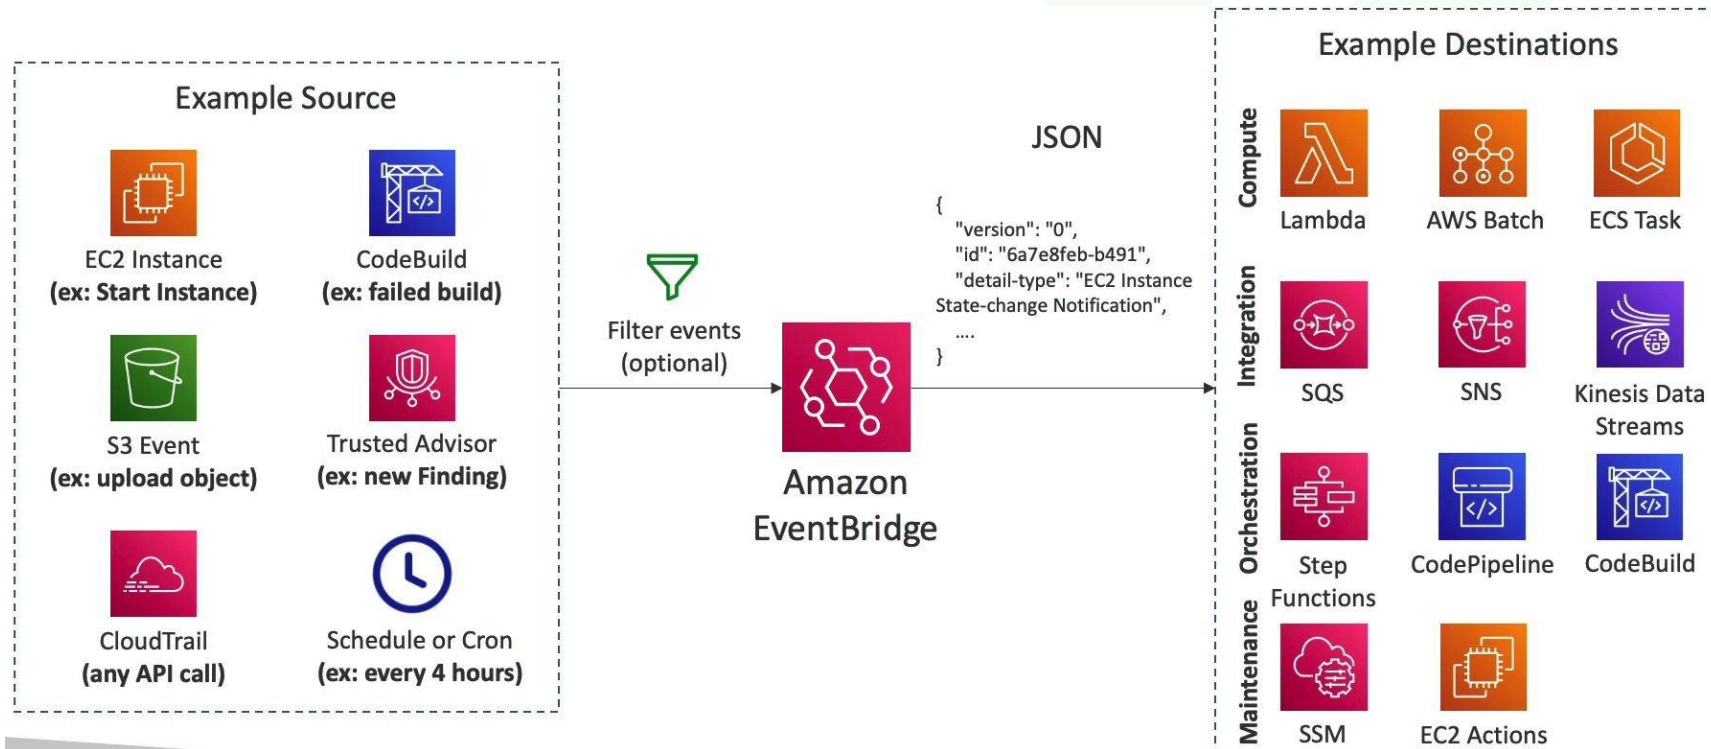 Example Source
EC2 Instance
(ex: Start Instance)
CodeBuild
(ex: failed build)
S3 Event
(ex: upload object)
Trusted Advisor
(ex: new Finding)
CloudTrail
(any API call)
Schedule or Cron
(ex: every 4 hours)
Filter events
(optional)
Amazon
EventBridge
JSON
{
"version": "0",
"id": "6a7e8feb-b491",
"detail-type": "EC2 Instance
State-change Notification",
....
}
Example Destinations
Compute
Lambda
AWS Batch
ECS Task
Integration
SQS
SNS
Kinesis Data
Streams
Orchestration
Step
Functions
CodePipeline
CodeBuild
Maintenance
SSM
EC2 Actions